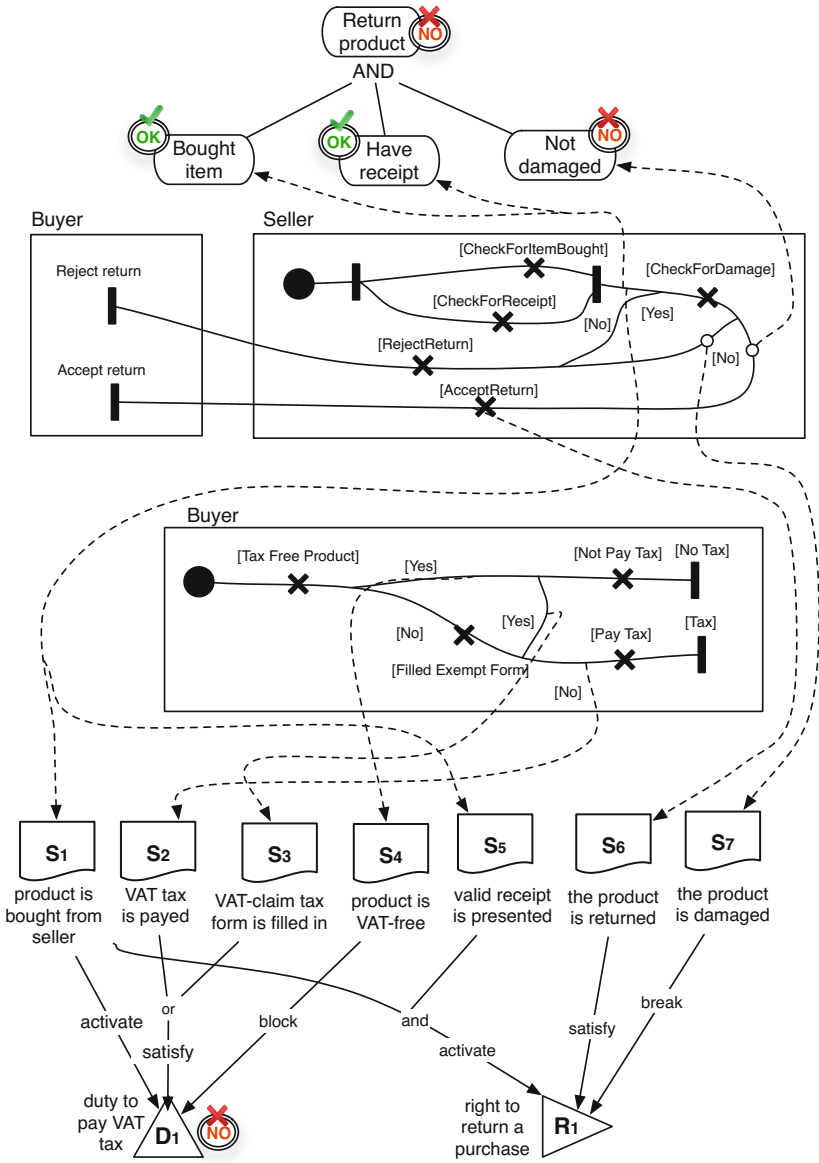 Return
product
NO
AND
OK
Bought
item
OK
Have
receipt
NO
Not
damaged
Buyer
Seller
Reject return
Accept return
[CheckForItemBought]
[CheckForReceipt]
[CheckForDamage]
[No]
[Yes]
[RejectReturn]
[No]
[AcceptReturn]
Buyer
[Tax Free Product]
[Yes]
[Not Pay Tax]
[No Tax]
[No]
[Yes]
[Pay Tax]
[Tax]
[Filled Exempt Form]
[No]
S1
S2
S3
S4
S5
S6
S7
product is
bought from
seller
VAT tax
is payed
VAT-claim tax
form is filled in
product is
VAT-free
valid receipt
is presented
the product
is returned
the product
is damaged
activate
or
satisfy
block
and
activate
satisfy
break
duty to
pay VAT
tax
D1
NO
right to
return a
purchase
R1